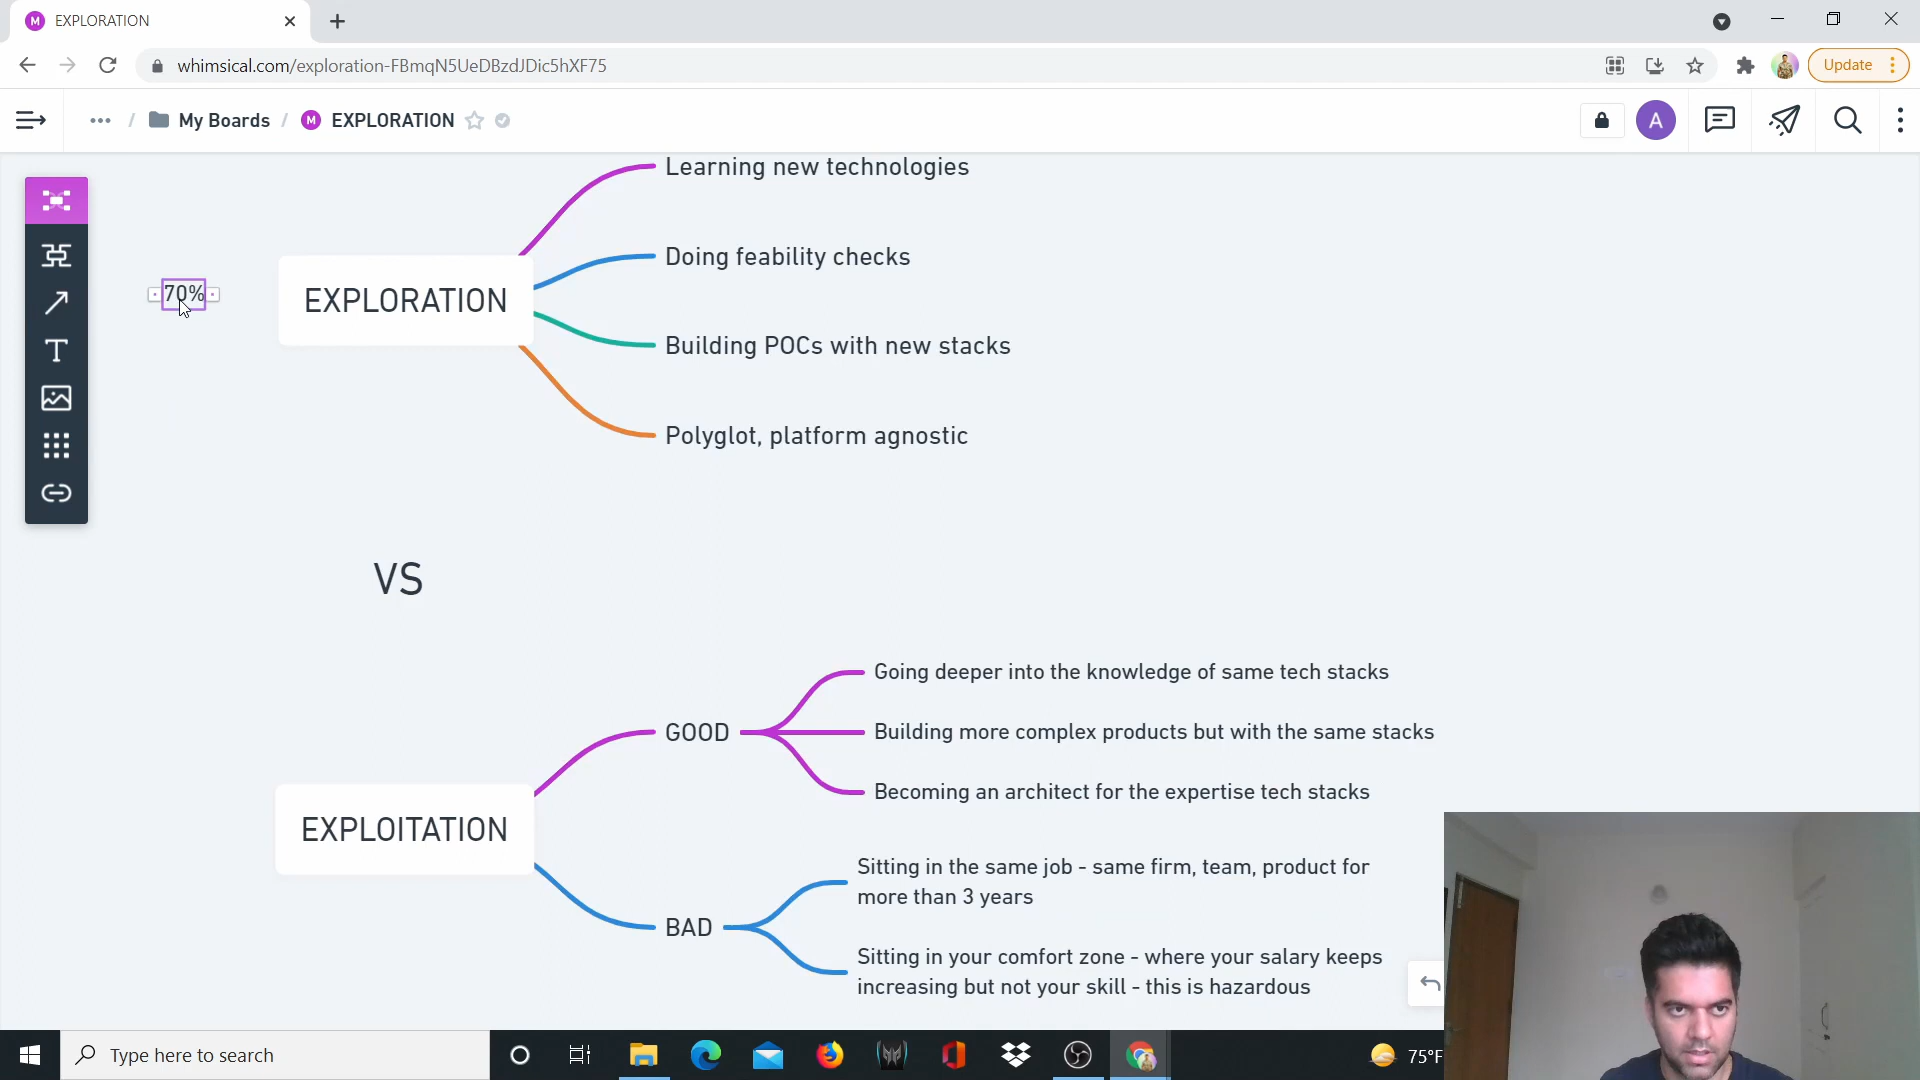 EXPLORATION
whimsical.com/exploration-FBmqN5UeDBzdJDic5hXF75
Update
My Boards / EXPLORATION
A
Learning new technologies
Doing feability checks
70%
EXPLORATION
Building POCs with new stacks
Polyglot, platform agnostic
VS
Going deeper into the knowledge of same tech stacks
GOOD
Building more complex products but with the same stacks
Becoming an architect for the expertise tech stacks
EXPLOITATION
Sitting in the same job - same firm, team, product for
more than 3 years
BAD
Sitting in your comfort zone - where your salary keeps
increasing but not your skill - this is hazardous
Type here to search
75°F